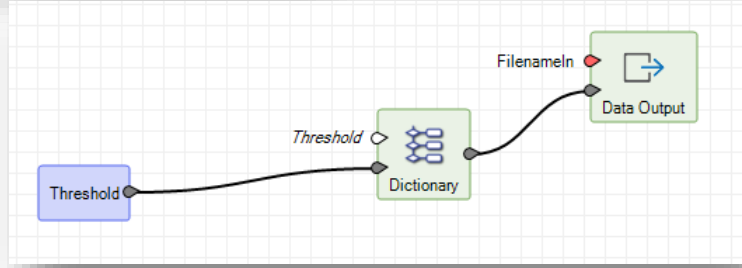 FilenameIn
Data Output
Threshold
Dictionary
Threshold